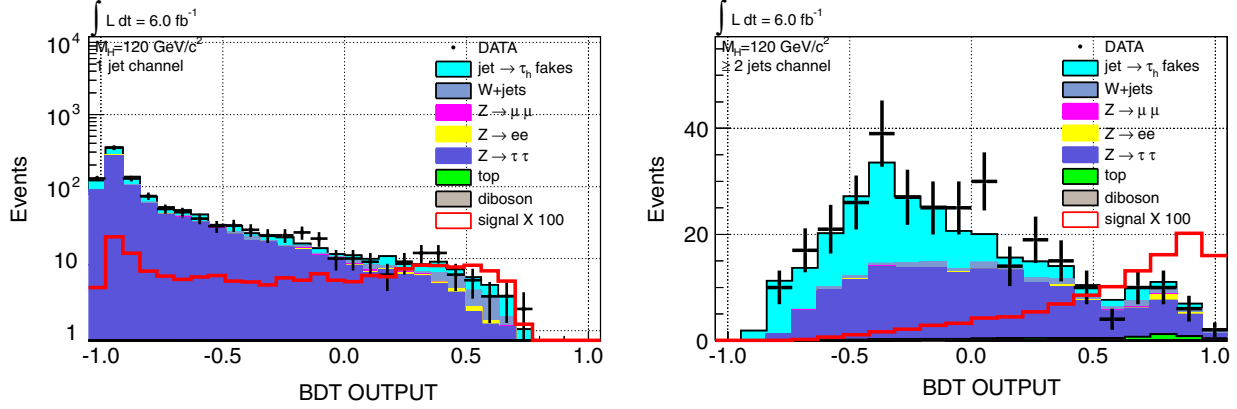 ∫ L dt = 6.0 fb⁻¹
M_H=120 GeV/c²
1 jet channel
DATA
jet → τ_h fakes
W+jets
Z → μ μ
Z → ee
Z → τ τ
top
diboson
signal X 100
10⁴
10³
10²
10
1
Events
-1.0 -0.5 0.0 0.5 1.0
BDT OUTPUT
∫ L dt = 6.0 fb⁻¹
M_H=120 GeV/c²
≥ 2 jets channel
DATA
jet → τ_h fakes
W+jets
Z → μ μ
Z → ee
Z → τ τ
top
diboson
signal X 100
40
20
0
Events
-1.0 -0.5 0.0 0.5 1.0
BDT OUTPUT